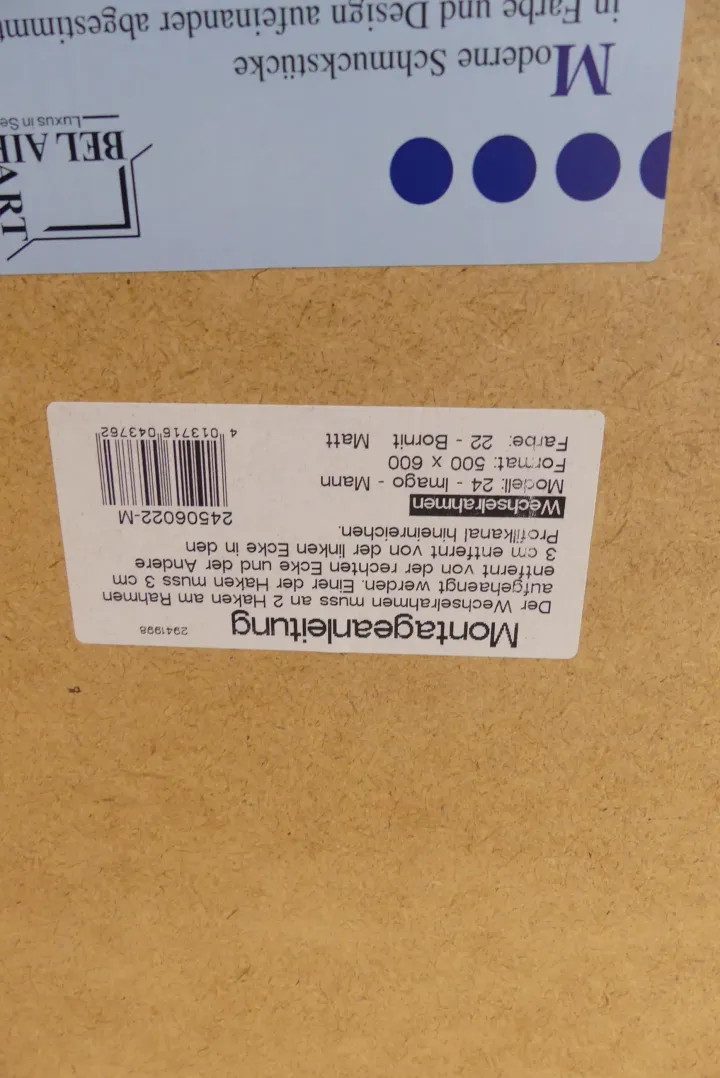 Montageanleitung
2941998
Der Wechselrahmen muss an 2 Haken am Rahmen
aufgehaengt werden. Einer der Haken muss 3 cm
entfernt von der rechten Ecke und der Andere
3 cm entfernt von der linken Ecke in den
Profilkanal hineinreichen.
Wechselrahmen
24506022-M
Modell: 24 - Imago - Mann
Format: 500 x 600
Farbe: 22 - Bornit Matt
4 013716 043762
ART
BEL AIR
Luxus in Se
Moderne Schmuckstücke
in Farbe und Design aufeinander abgestimmt